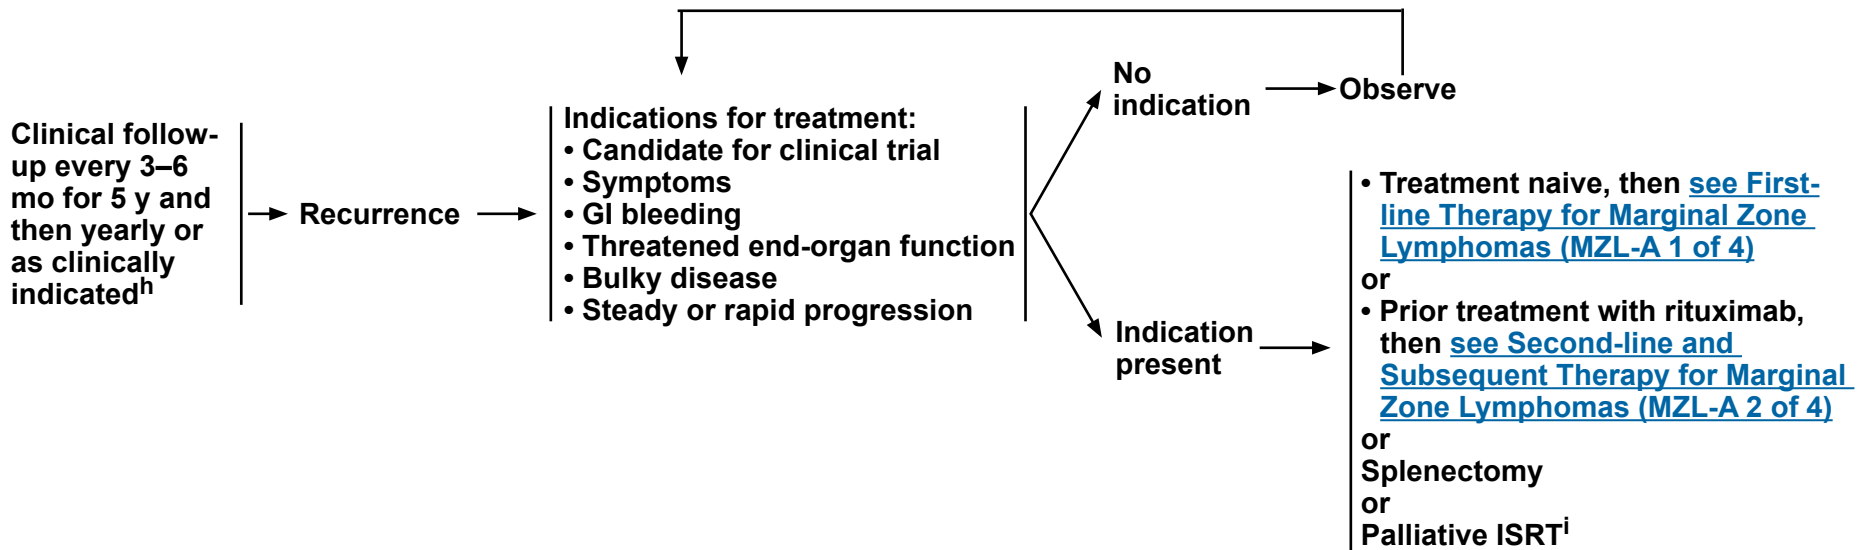 Clinical follow-
up every 3–6
mo for 5 y and
then yearly or
as clinically
indicatedh
Recurrence
Indications for treatment:
• Candidate for clinical trial
• Symptoms
• GI bleeding
• Threatened end-organ function
• Bulky disease
• Steady or rapid progression
No
indication
Observe
Indication
present
• Treatment naive, then see First-
line Therapy for Marginal Zone
Lymphomas (MZL-A 1 of 4)
or
• Prior treatment with rituximab,
then see Second-line and
Subsequent Therapy for Marginal
Zone Lymphomas (MZL-A 2 of 4)
or
Splenectomy
or
Palliative ISRTi